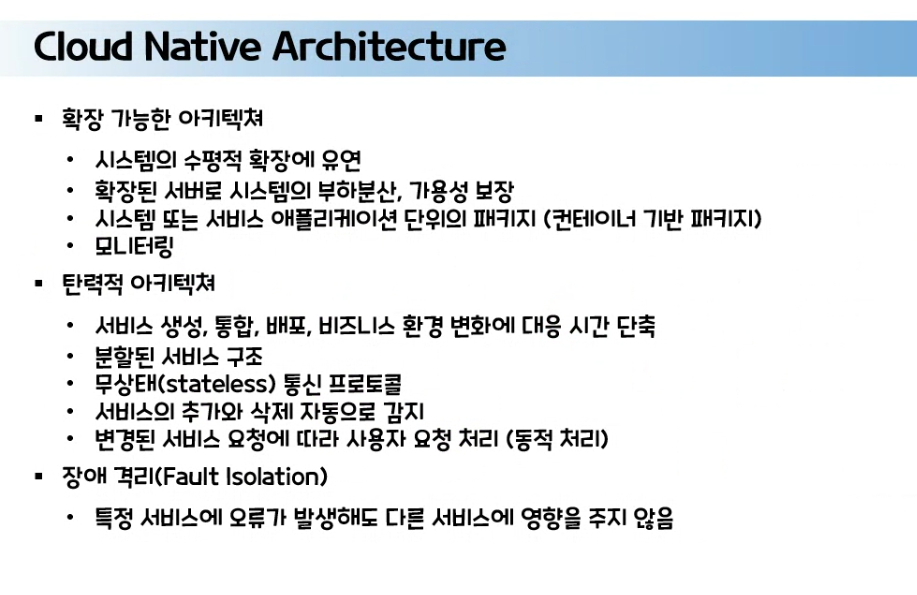 Cloud Native Architecture
▪ 확장 가능한 아키텍쳐
• 시스템의 수평적 확장에 유연
• 확장된 서버로 시스템의 부하분산, 가용성 보장
• 시스템 또는 서비스 애플리케이션 단위의 패키지 (컨테이너 기반 패키지)
• 모니터링
▪ 탄력적 아키텍쳐
• 서비스 생성, 통합, 배포, 비즈니스 환경 변화에 대응 시간 단축
• 분할된 서비스 구조
• 무상태(stateless) 통신 프로토콜
• 서비스의 추가와 삭제 자동으로 감지
• 변경된 서비스 요청에 따라 사용자 요청 처리 (동적 처리)
▪ 장애 격리(Fault Isolation)
• 특정 서비스에 오류가 발생해도 다른 서비스에 영향을 주지 않음